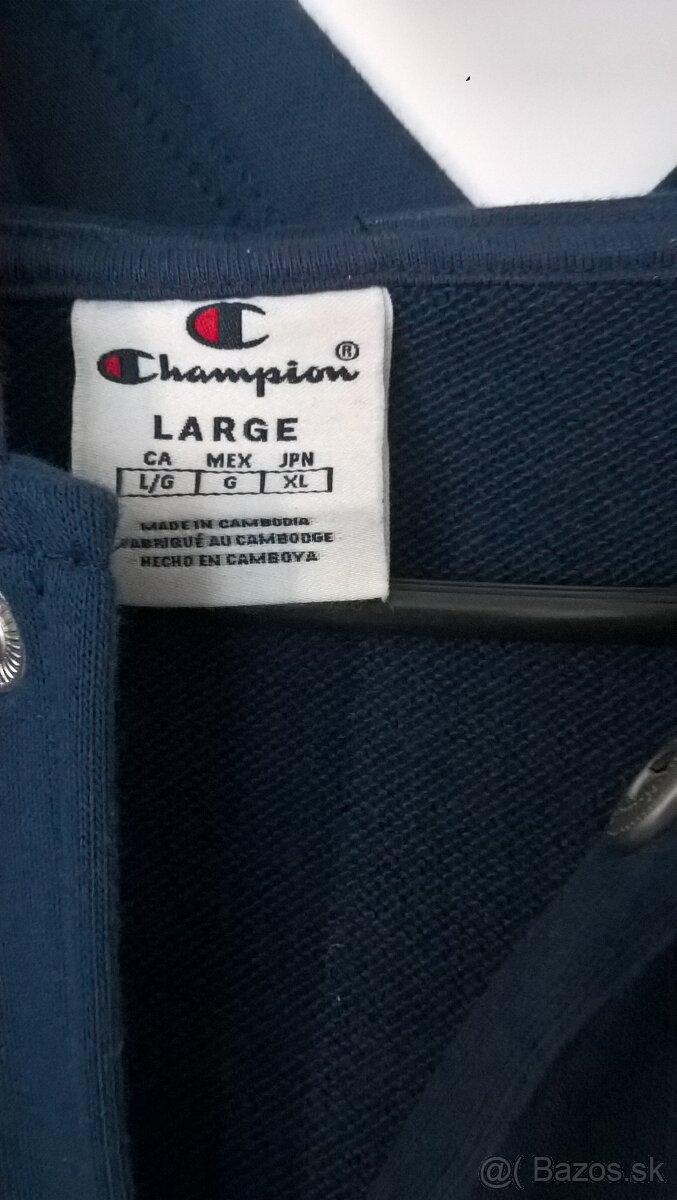 Champion®
LARGE
CA MEX JPN
L/G G XL
MADE IN CAMBODIA
FABRIQUÉ AU CAMBODGE
HECHO EN CAMBOYA
@( Bazos.sk